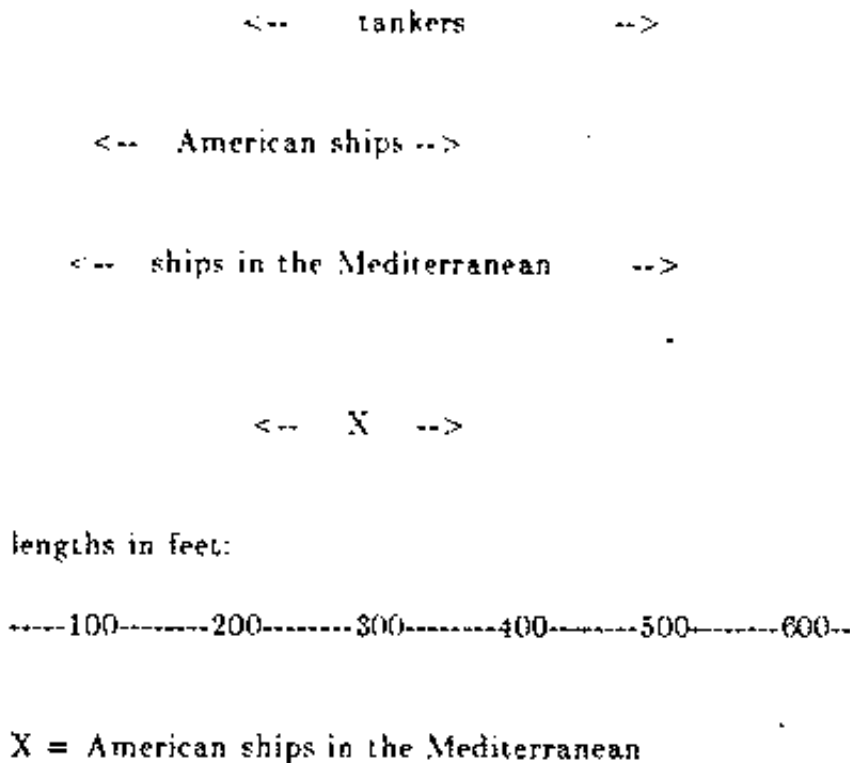 <-- tankers -->
<-- American ships -->
<-- ships in the Mediterranean -->
<-- X -->
lengths in feet:
-----100--------200--------300--------400--------500--------600--
X = American ships in the Mediterranean